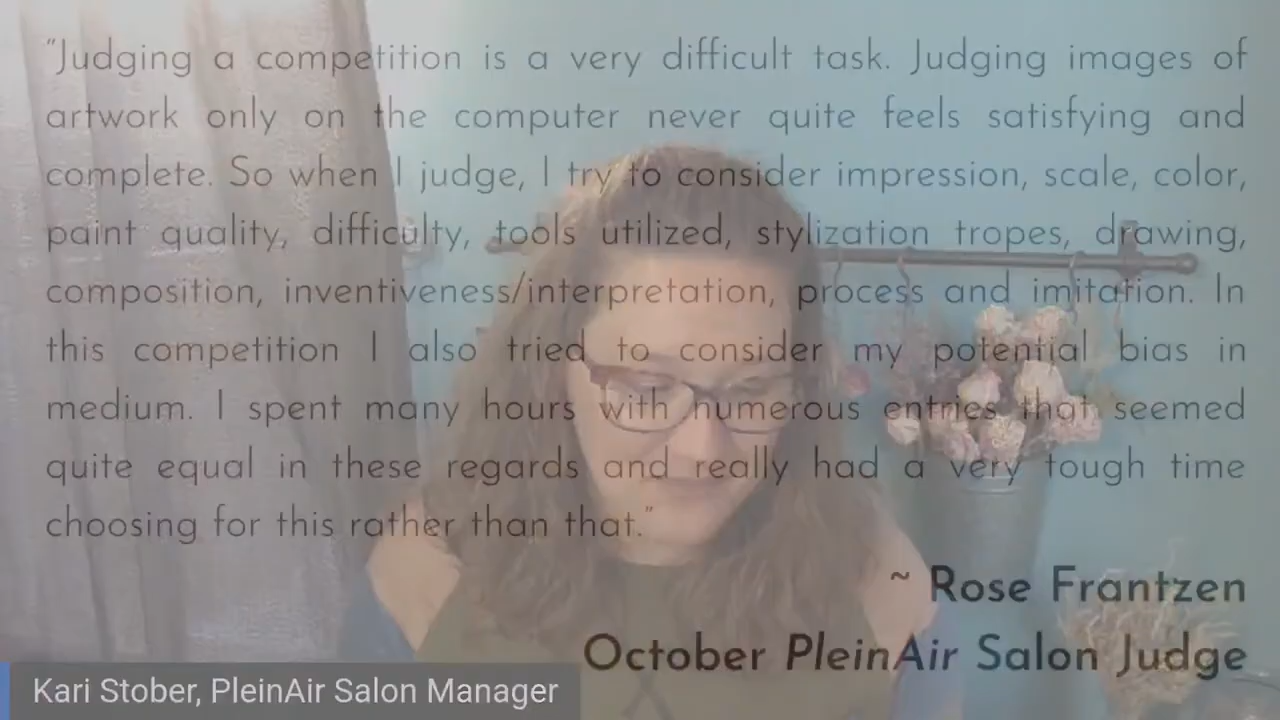 “Judging a competition is a very difficult task. Judging images of
artwork only on the computer never quite feels satisfying and
complete. So when I judge, I try to consider impression, scale, color,
paint quality, difficulty, tools utilized, stylization tropes, drawing,
composition, inventiveness/interpretation, process and imitation. In
this competition I also tried to consider my potential bias in
medium. I spent many hours with numerous entries that seemed
quite equal in these regards and really had a very tough time
choosing for this rather than that.”
~ Rose Frantzen
October PleinAir Salon Judge
Kari Stober, PleinAir Salon Manager